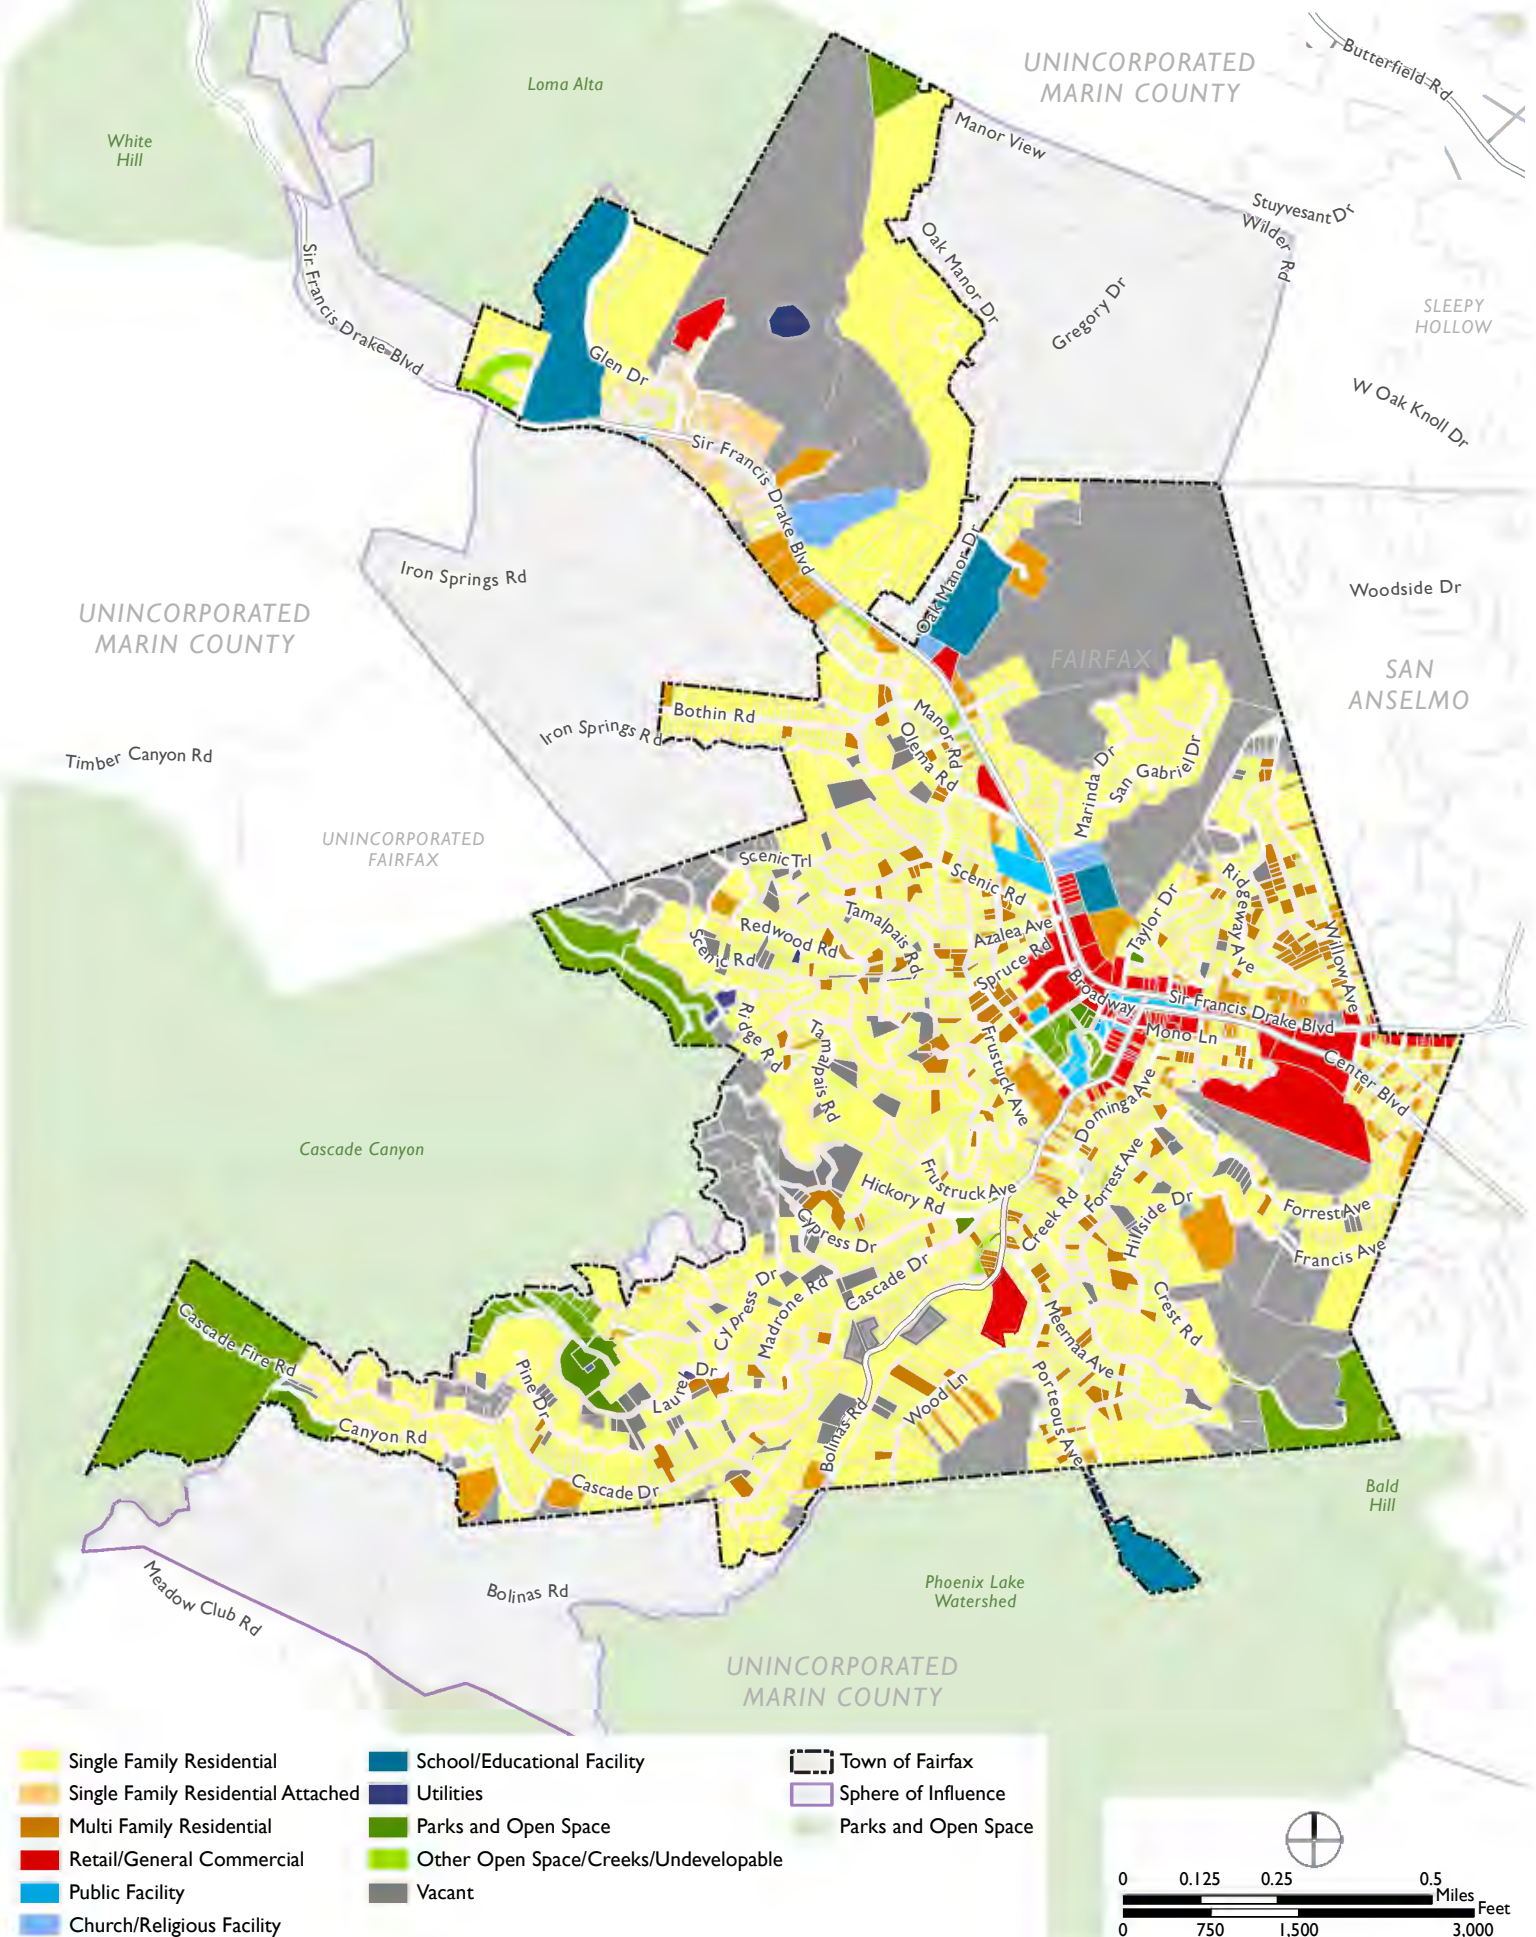 UNINCORPORATED
MARIN COUNTY
Butterfield Rd
Loma Alta
White
Hill
Manor View
Stuyvesant Dr
Wilder Rd
Oak Manor Dr
Gregory Dr
Sir Francis Drake Blvd
SLEEPY
HOLLOW
Glen Dr
W Oak Knoll Dr
Sir Francis Drake Blvd
Oak Manor Dr
Iron Springs Rd
Woodside Dr
UNINCORPORATED
MARIN COUNTY
FAIRFAX
SAN
ANSELMO
Bothin Rd
Manor Rd
Iron Springs Rd
Olema Rd
Timber Canyon Rd
Marinda Dr
San Gabriel Dr
UNINCORPORATED
FAIRFAX
Scenic Trl
Scenic Rd
Ridgeway Ave
Tamalpais Rd
Taylor Dr
Redwood Rd
Azalea Ave
Scenic Rd
Spruce Rd
Willow Ave
Broadway
Sir Francis Drake Blvd
Ridge Rd
Tamalpais Rd
Frustuck Ave
Mono Ln
Center Blvd
Dominga Ave
Cascade Canyon
Forrest Ave
Frustruck Ave
Hickory Rd
Creek Rd
Hillside Dr
Forrest Ave
Cypress Dr
Francis Ave
Cascade Dr
Cypress Dr
Madrone Rd
Crest Rd
Cascade Fire Rd
Meernaa Ave
Pine Dr
Laurel Dr
Wood Ln
Porteous Ave
Bolinas Rd
Canyon Rd
Cascade Dr
Bald
Hill
Meadow Club Rd
Bolinas Rd
Phoenix Lake
Watershed
UNINCORPORATED
MARIN COUNTY
Single Family Residential
Single Family Residential Attached
Multi Family Residential
Retail/General Commercial
Public Facility
Church/Religious Facility
School/Educational Facility
Utilities
Parks and Open Space
Other Open Space/Creeks/Undevelopable
Vacant
Town of Fairfax
Sphere of Influence
Parks and Open Space
0 0.125 0.25 0.5
Miles
Feet
0 750 1,500 3,000